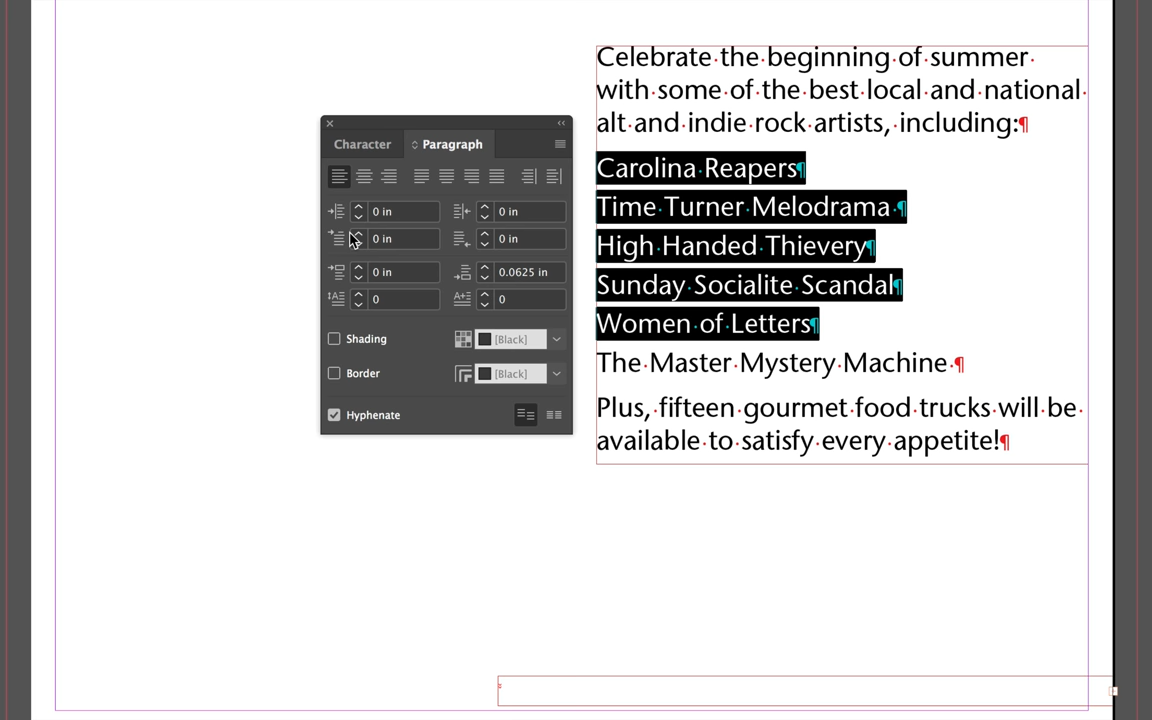 Celebrate the beginning of summer
with some of the best local and national
alt and indie rock artists, including:¶
Character
Paragraph
Carolina Reapers¶
Time Turner Melodrama ¶
0 in
0 in
0 in
0 in
High Handed Thievery¶
0 in
0.0625 in
Sunday Socialite Scandal¶
0
0
Women of Letters¶
Shading
[Black]
The Master Mystery Machine ¶
Border
[Black]
Plus, fifteen gourmet food trucks will be
Hyphenate
available to satisfy every appetite!¶